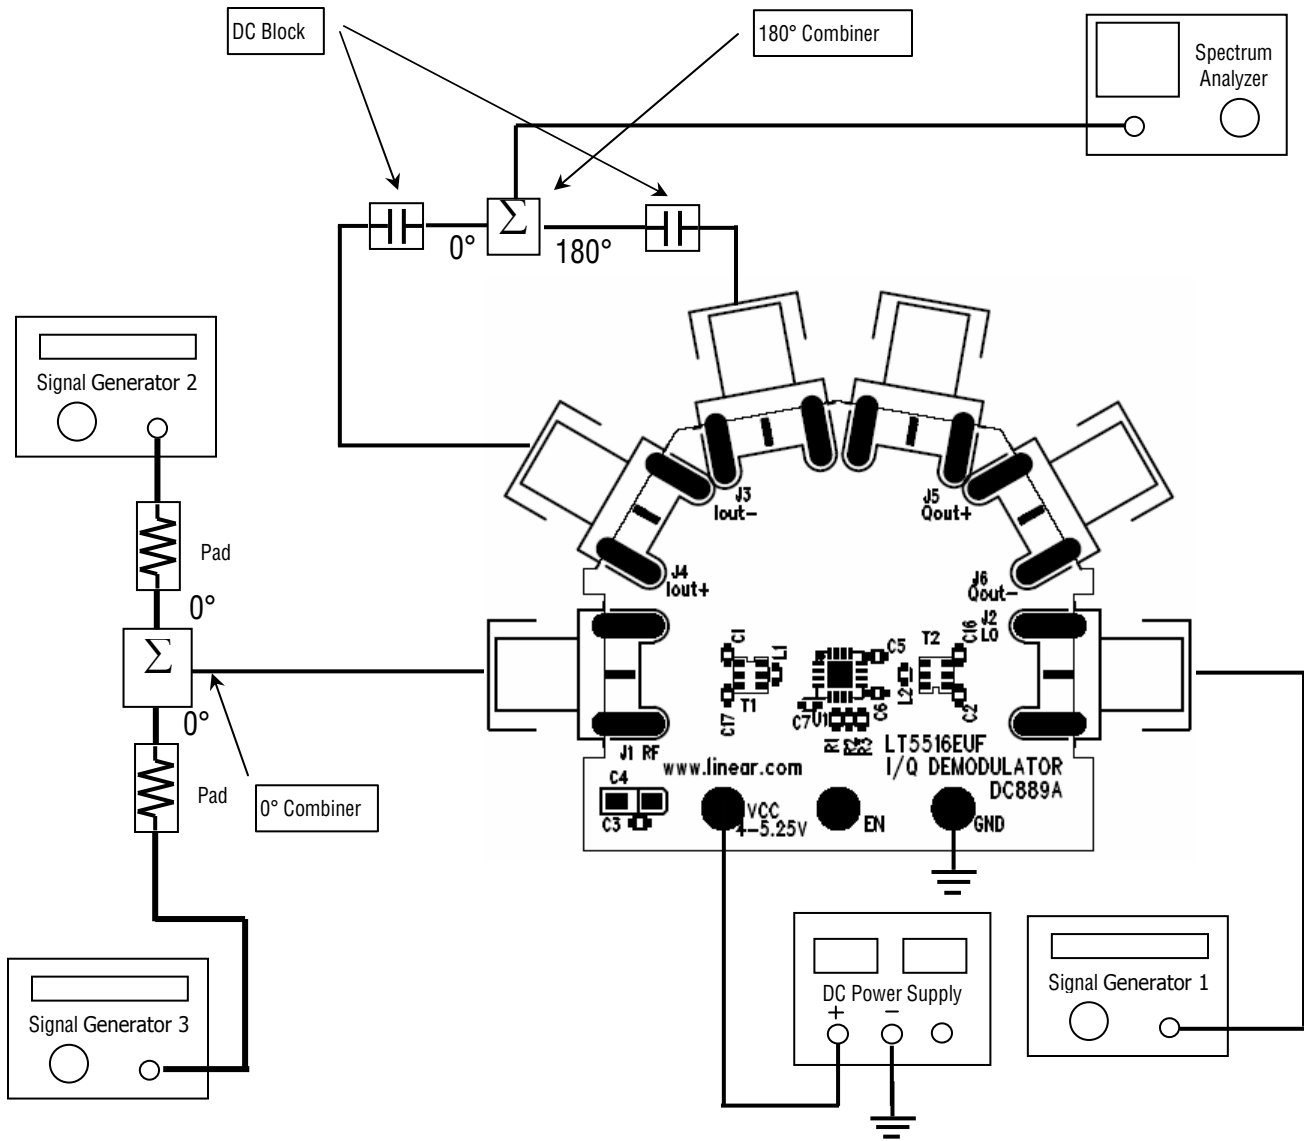 DC Block
180° Combiner
Spectrum
Analyzer
Σ
0°
180°
Signal Generator 2
Pad
0°
Σ
0°
Pad
0° Combiner
Signal Generator 3
J3
Iout-
J5
Qout+
J4
Iout+
J6
Qout-
J2
LO
C1
L1
T1
C17
C5
C7
U1
C6
R1
R2
R3
T2
C16
L2
C2
J1 RF
www.linear.com
LT5516EUF
I/Q DEMODULATOR
DC889A
C4
C3
VCC
4-5.25V
EN
GND
DC Power Supply
+ −
Signal Generator 1